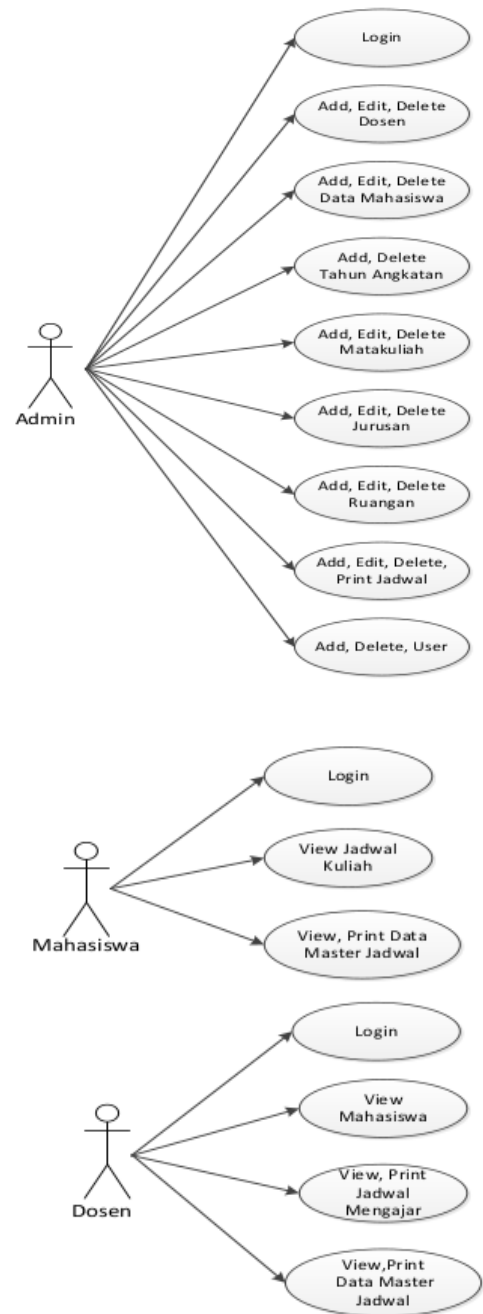 Login
Add, Edit, Delete
Dosen
Add, Edit, Delete
Data Mahasiswa
Add, Delete
Tahun Angkatan
Add, Edit, Delete
Matakuliah
Admin
Add, Edit, Delete
Jurusan
Add, Edit, Delete
Ruangan
Add, Edit, Delete,
Print Jadwal
Add, Delete, User
Login
View Jadwal
Kuliah
Mahasiswa
View, Print Data
Master Jadwal
Login
View
Mahasiswa
Dosen
View, Print
Jadwal
Mengajar
View,Print
Data Master
Jadwal